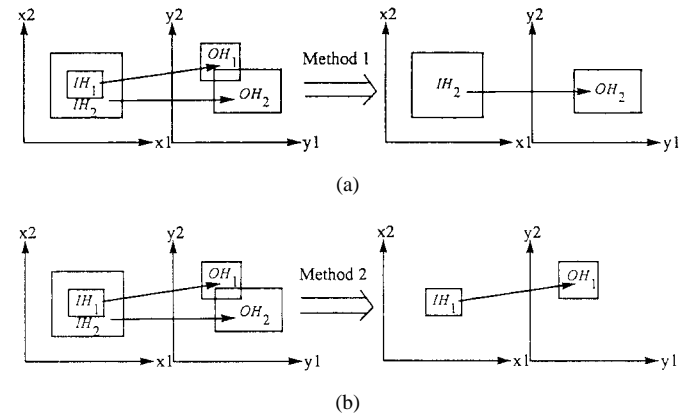 x2
y2
x2
y2
OH1
Method 1
IH1
IH2
OH2
IH2
OH2
x1
y1
x1
y1
(a)
x2
y2
x2
y2
OH1
Method 2
OH1
IH1
IH2
OH2
IH1
x1
y1
x1
y1
(b)